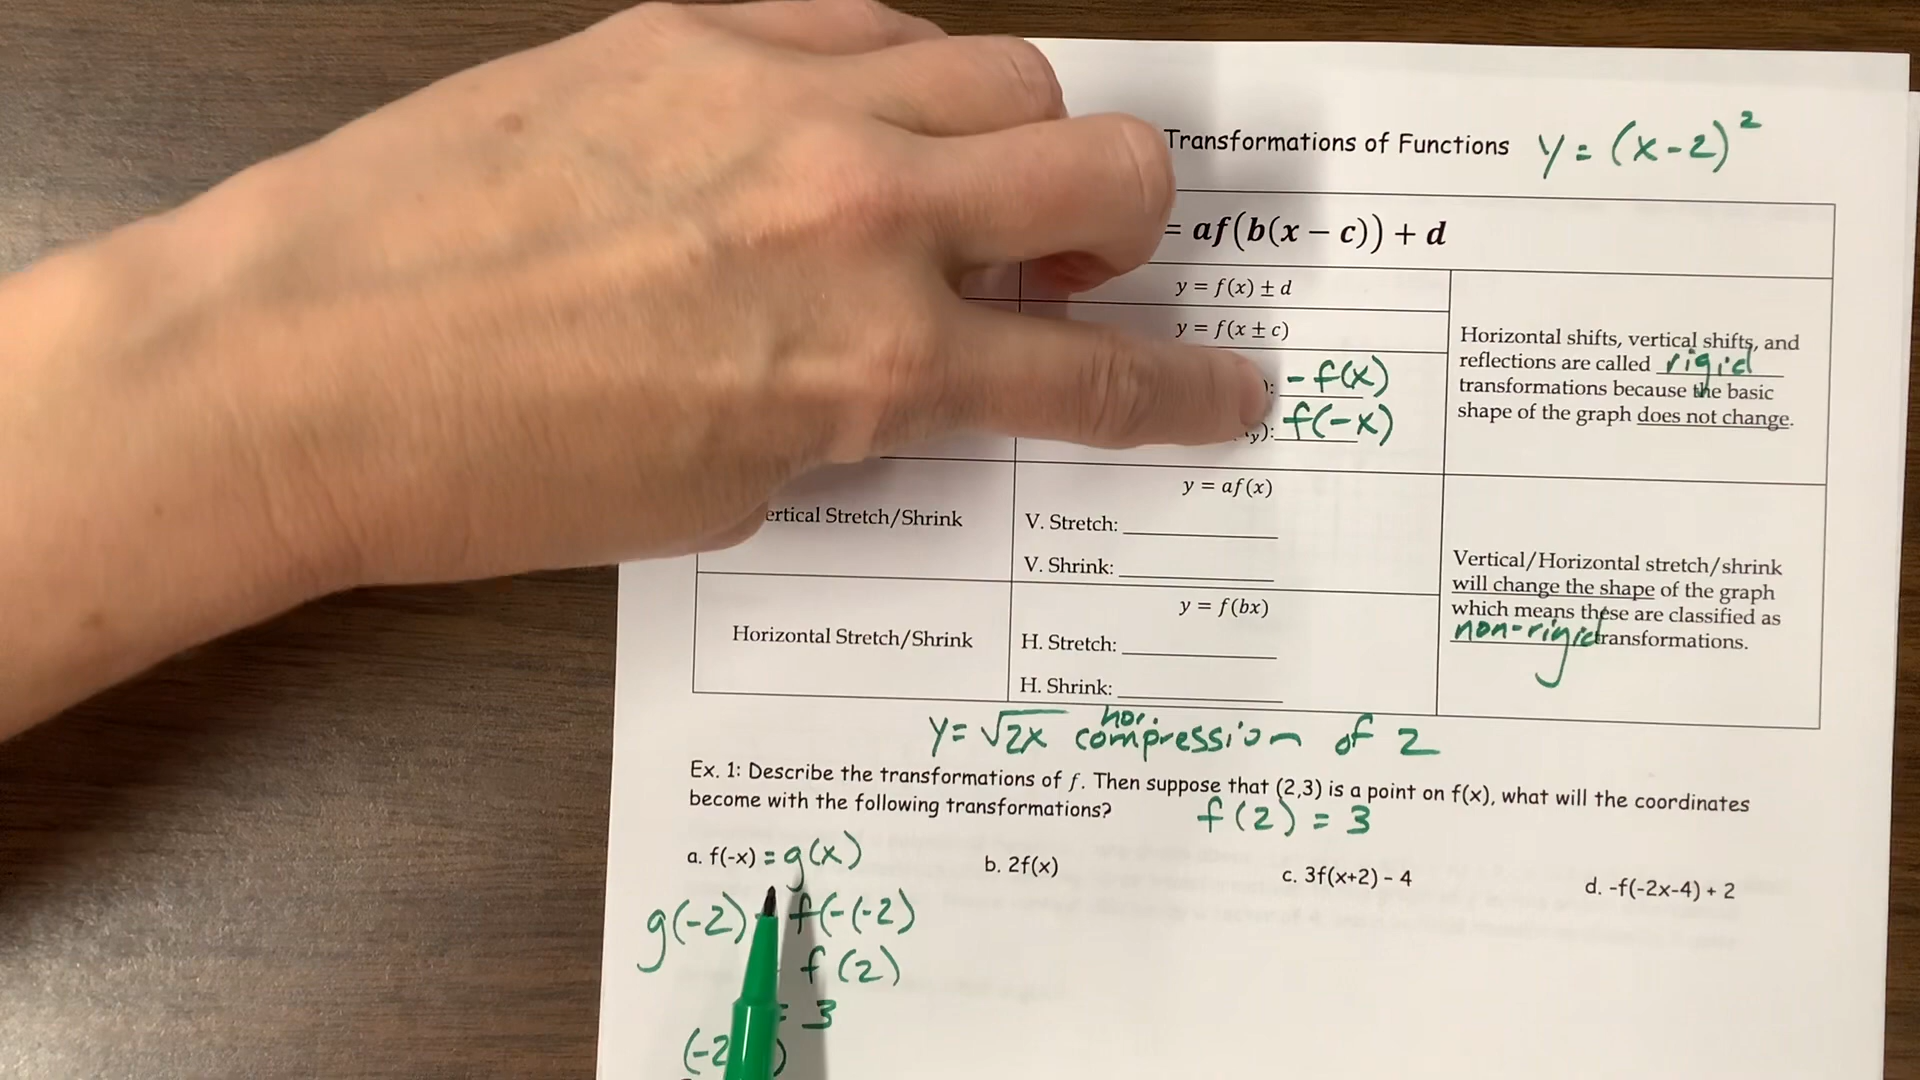 Transformations of Functions y = (x-2)²
= af(b(x − c)) + d
y = f(x) ± d
y = f(x ± c)
Horizontal shifts, vertical shifts, and
reflections are called rigid
transformations because the basic
shape of the graph does not change.
): -f(x)
y): f(-x)
ertical Stretch/Shrink
y = af(x)
V. Stretch: ____
V. Shrink: ____
Vertical/Horizontal stretch/shrink
will change the shape of the graph
which means these are classified as
non-rigid transformations.
Horizontal Stretch/Shrink
y = f(bx)
H. Stretch: ____
H. Shrink: ____
hor.
y = √2x compression of 2
Ex. 1: Describe the transformations of f. Then suppose that (2,3) is a point on f(x), what will the coordinates
become with the following transformations? f(2) = 3
a. f(-x) = g(x)
b. 2f(x)
c. 3f(x+2) – 4
d. -f(-2x-4) + 2
g(-2) f(-(-2)
f(2)
= 3
(-2 )